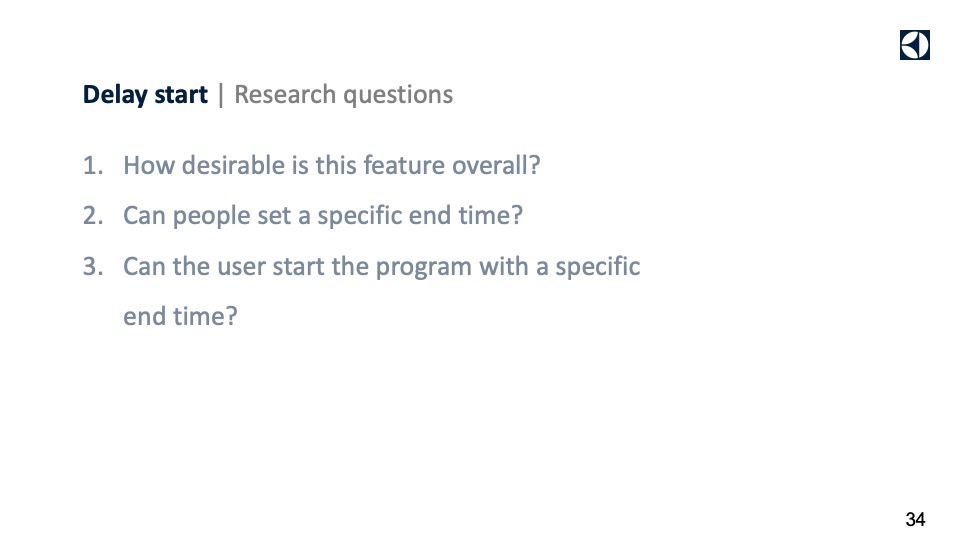 Delay start | Research questions
1. How desirable is this feature overall?
2. Can people set a specific end time?
3. Can the user start the program with a specific
end time?
34